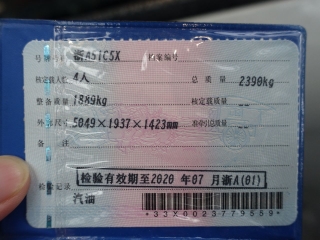 号牌号码 浙A51C5X 档案编号
核定载人数 4人 总质量 2390kg
整备质量 1889kg 核定载质量 --
外廓尺寸 5049×1937×1423mm 准牵引总质量 --
备注
检验有效期至2020年07月浙A(01)
检验记录
汽油
*33X0023779559*